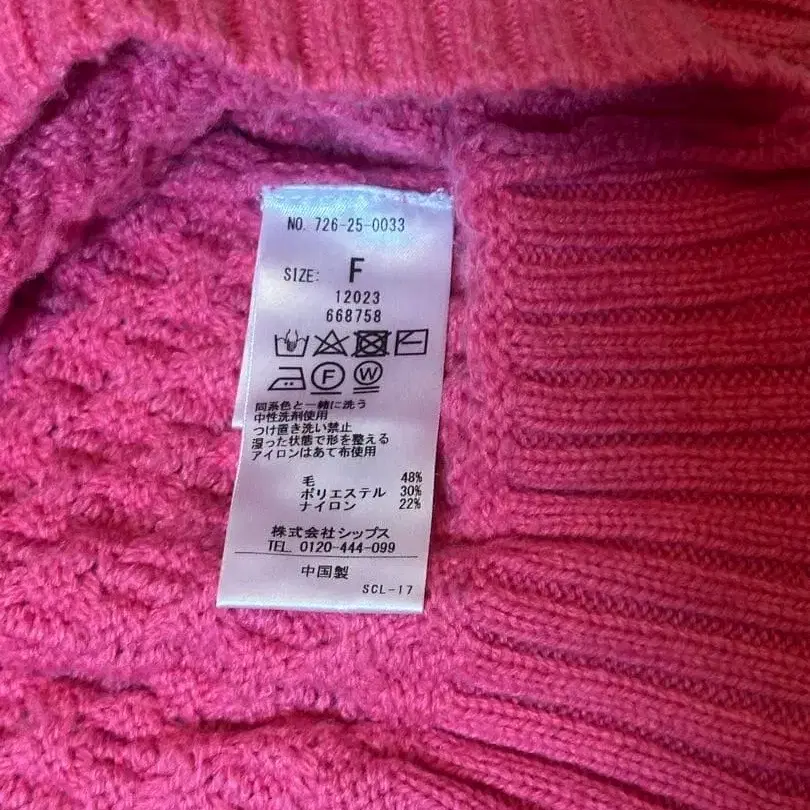 NO. 726-25-0033
SIZE: F
12023
668758
F W
同系色と一緒に洗う
中性洗剤使用
つけ置き洗い禁止
湿った状態で形を整える
アイロンはあて布使用
毛 48%
ポリエステル 30%
ナイロン 22%
株式会社シップス
TEL. 0120-444-099
中国製
SCL-17